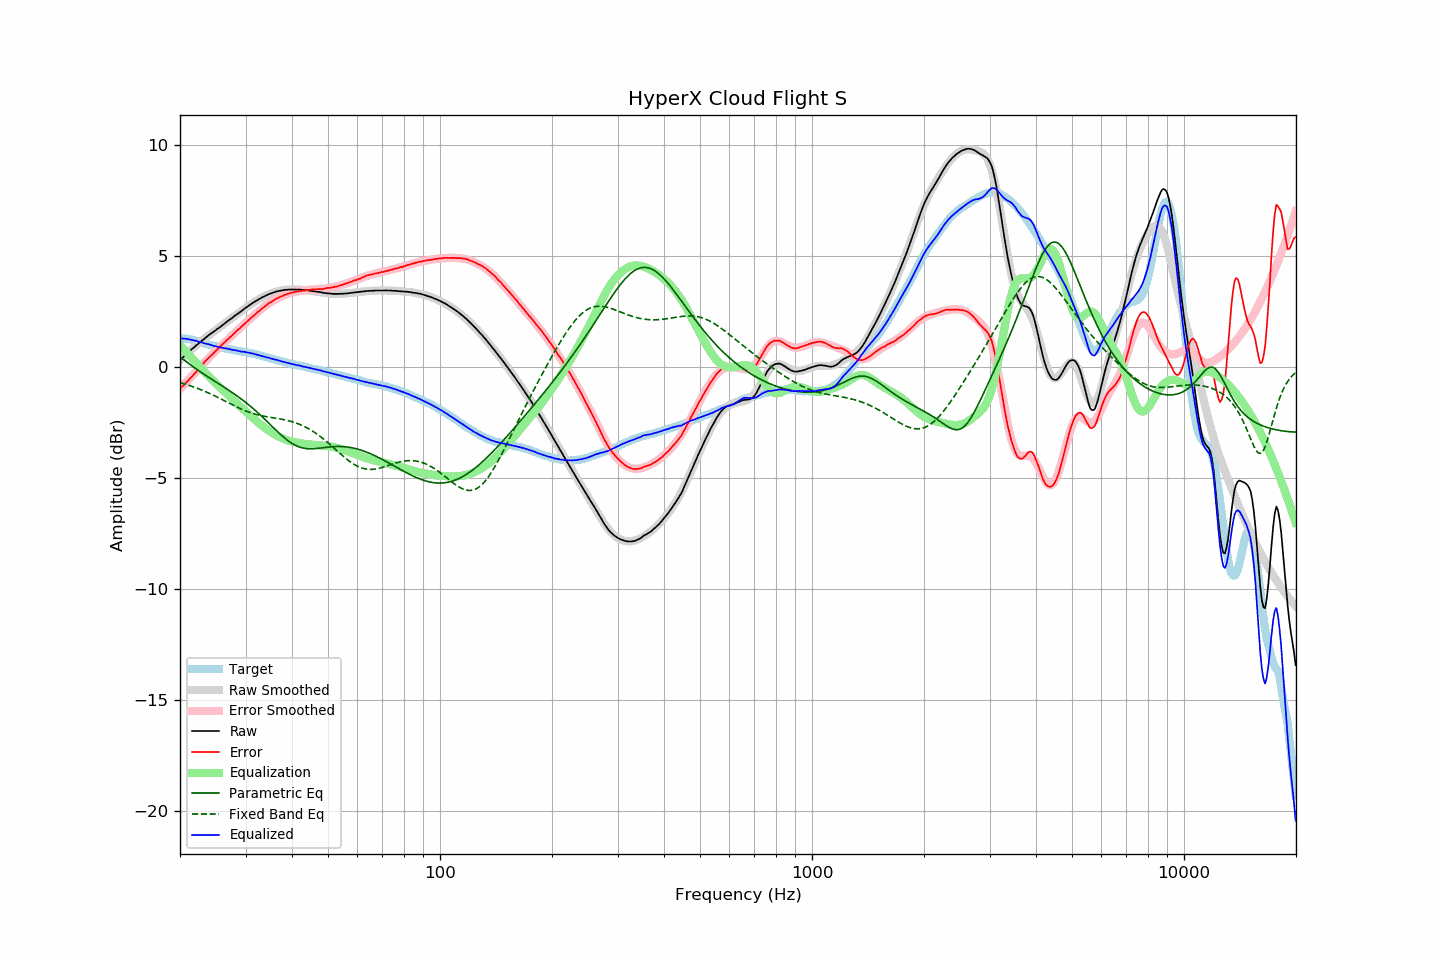 HyperX Cloud Flight S
10
5
0
−5
−10
−15
−20
Amplitude (dBr)
Target
Raw Smoothed
Error Smoothed
Raw
Error
Equalization
Parametric Eq
Fixed Band Eq
Equalized
100
1000
10000
Frequency (Hz)